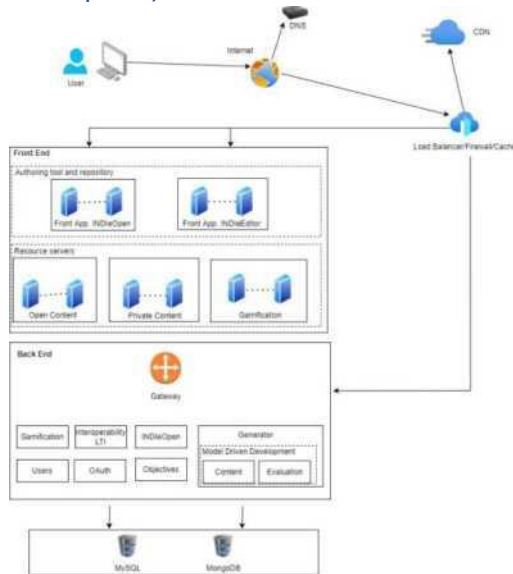 DNS
Internet
CDN
User
Load Balancer/Firewall/Cache
Front End
Authoring tool and repository
Front App: INDIeOpen
Front App: INDIeEditor
Resource servers
Open Content
Private Content
Gamification
Back End
Gateway
Gamification
Interoperability
LTI
INDIeOpen
Generator
Model Driven Development
Users
OAuth
Objectives
Content
Evaluation
MySQL
MongoDB